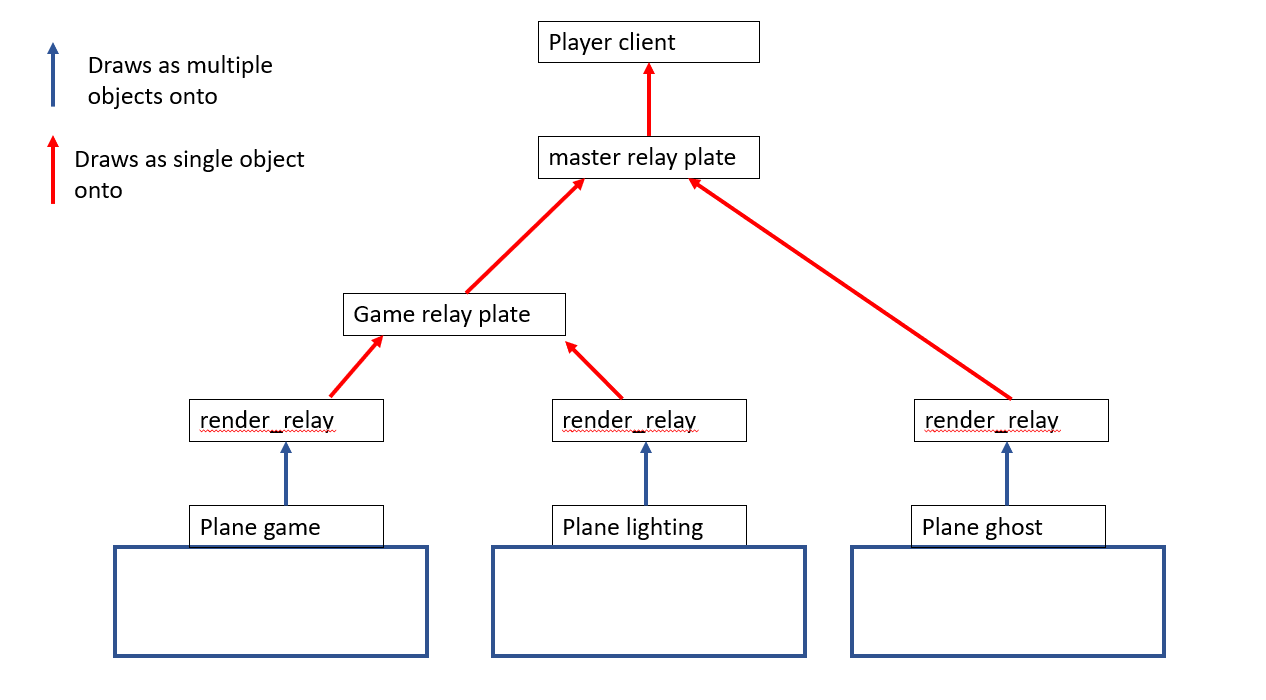 Player client
Draws as multiple
objects onto
master relay plate
Draws as single object
onto
Game relay plate
render_relay
render_relay
render_relay
Plane game
Plane lighting
Plane ghost